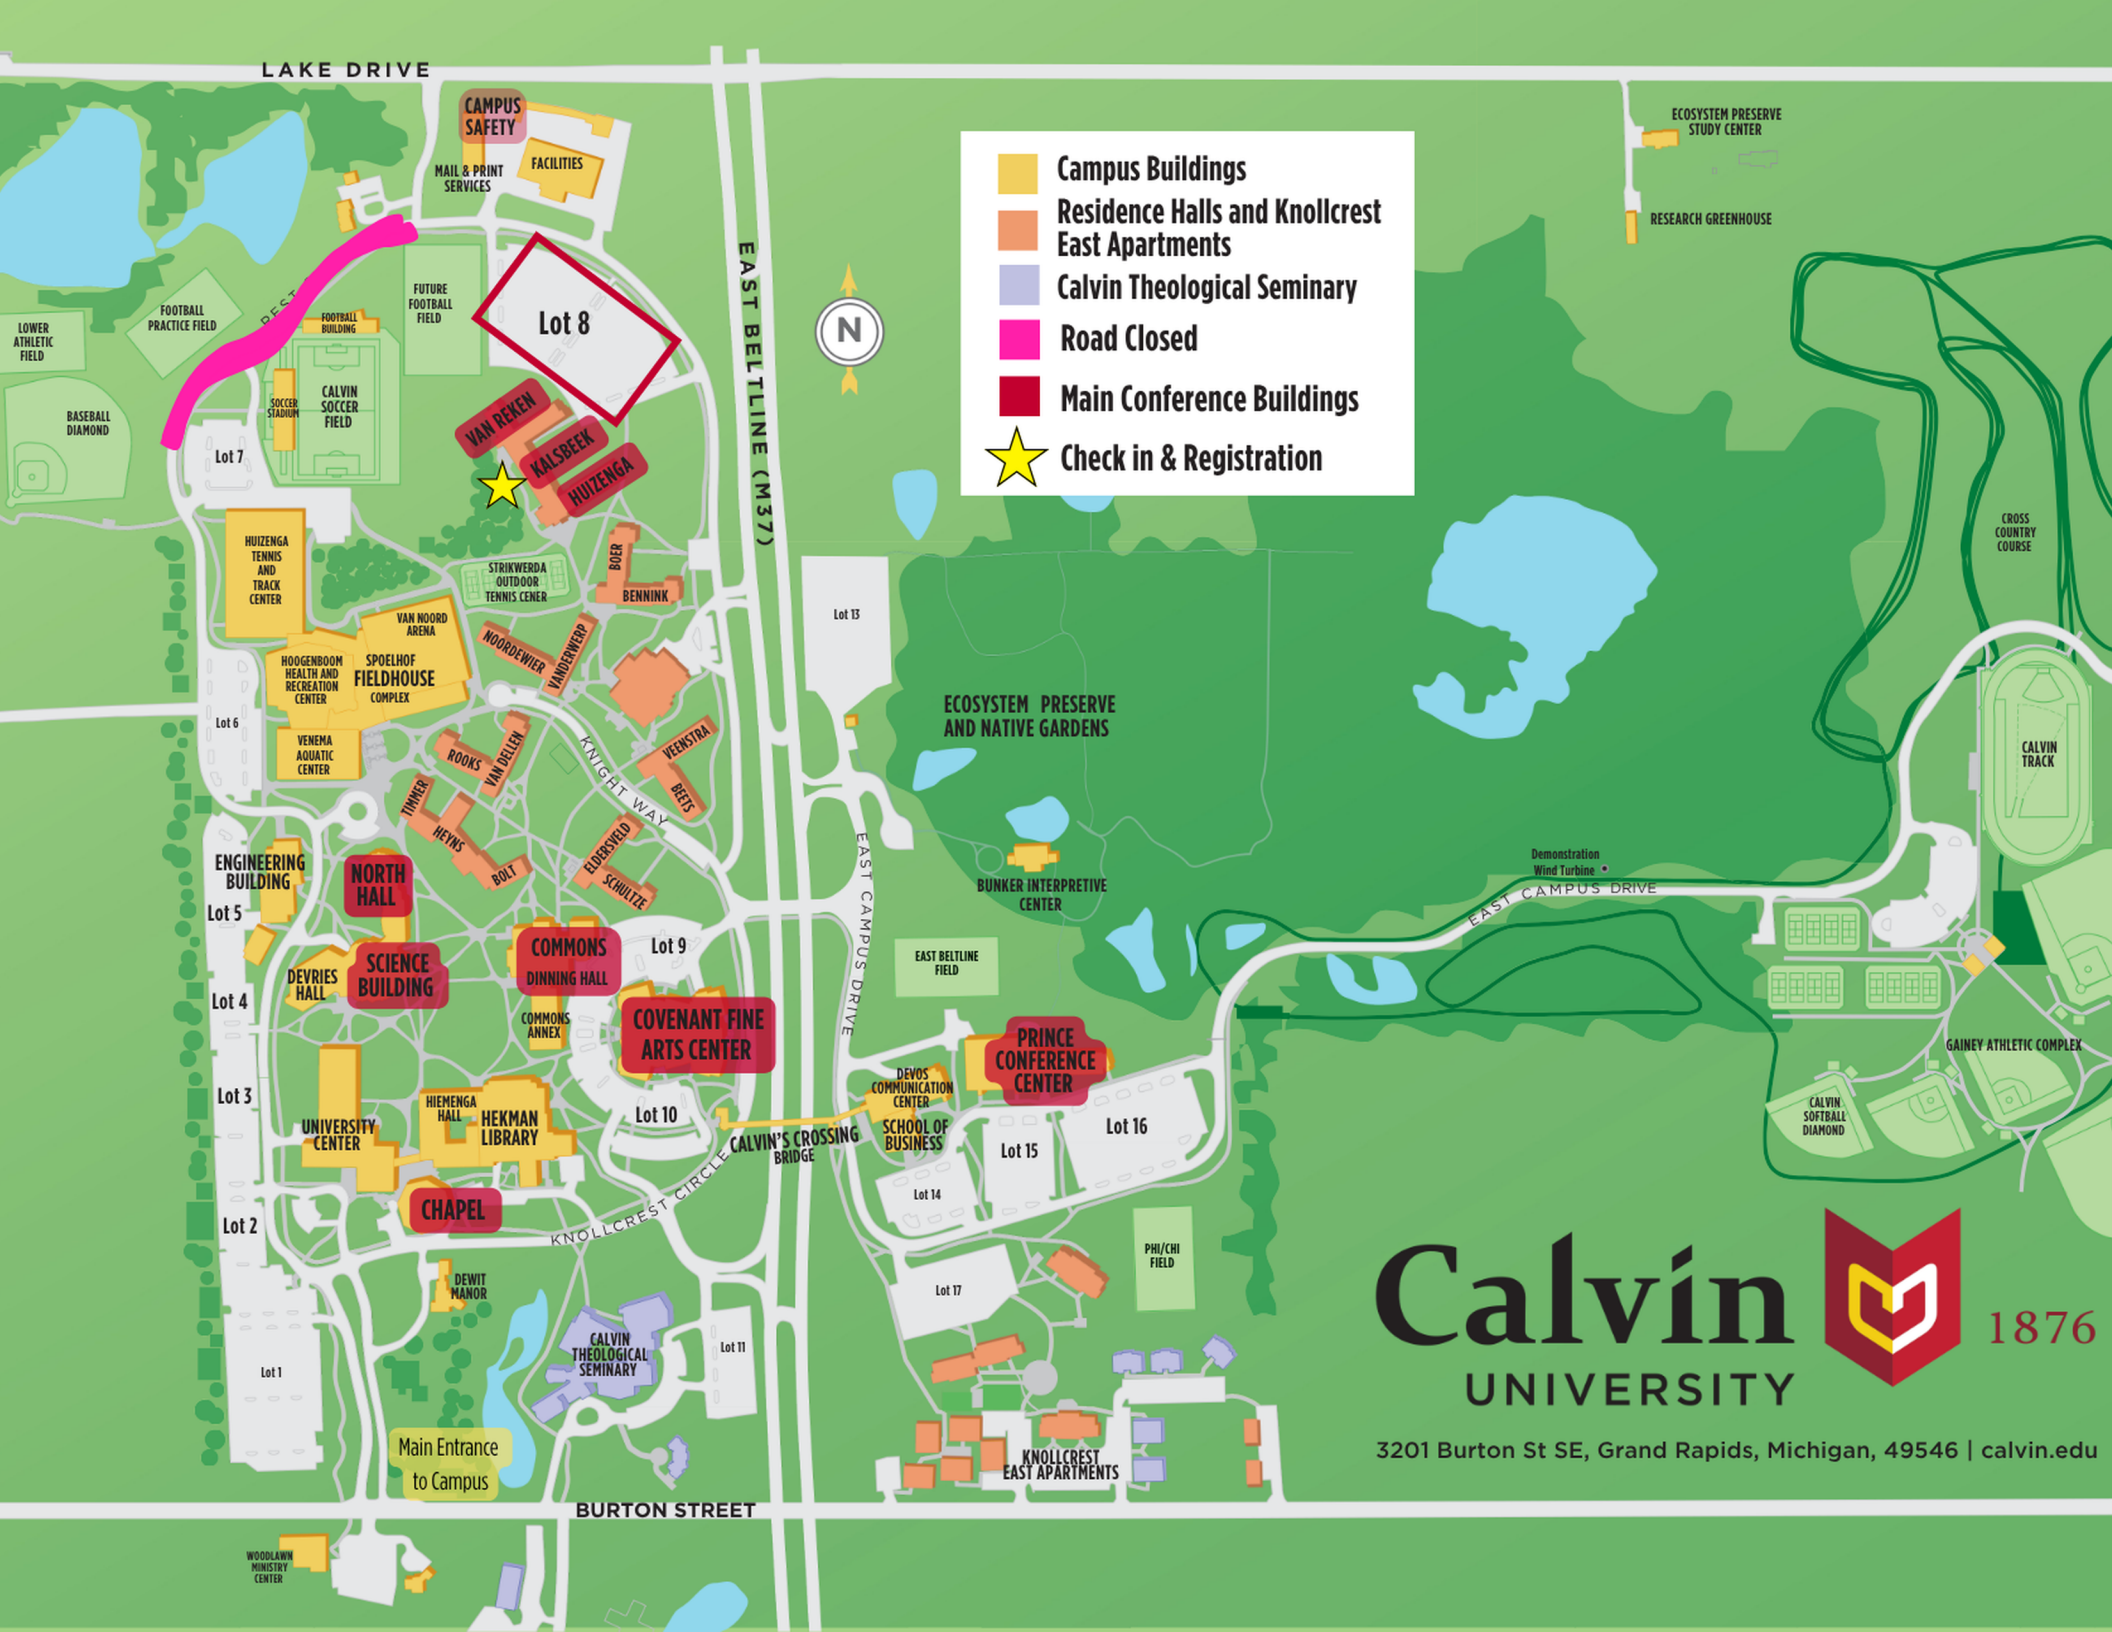 LAKE DRIVE
CAMPUS
SAFETY
MAIL & PRINT
SERVICES
FACILITIES
ECOSYSTEM PRESERVE
STUDY CENTER
RESEARCH GREENHOUSE
Campus Buildings
Residence Halls and Knollcrest
East Apartments
Calvin Theological Seminary
Road Closed
Main Conference Buildings
Check in & Registration
N
EAST BELTLINE (M37)
FOOTBALL
PRACTICE FIELD
LOWER
ATHLETIC
FIELD
FOOTBALL
BUILDING
FUTURE
FOOTBALL
FIELD
Lot 8
BASEBALL
DIAMOND
SOCCER
STADIUM
CALVIN
SOCCER
FIELD
Lot 7
VAN REKEN
KALSBEEK
HUIZENGA
HUIZENGA
TENNIS
AND
TRACK
CENTER
STRIKWERDA
OUTDOOR
TENNIS CENER
BOER
BENNINK
CROSS
COUNTRY
COURSE
Lot 13
VAN NOORD
ARENA
SPOELHOF
FIELDHOUSE
COMPLEX
HOOGENBOOM
HEALTH AND
RECREATION
CENTER
NOORDEWIER
VANDERWERP
Lot 6
VENEMA
AQUATIC
CENTER
ROOKS
VAN DELLEN
KNIGHT WAY
VEENSTRA
BEETS
ECOSYSTEM PRESERVE
AND NATIVE GARDENS
CALVIN
TRACK
TIMMER
HEYNS
BOLT
ELDERSVELD
SCHULTZE
EAST CAMPUS DRIVE
BUNKER INTERPRETIVE
CENTER
Demonstration
Wind Turbine
EAST CAMPUS DRIVE
ENGINEERING
BUILDING
NORTH
HALL
Lot 5
COMMONS
DINNING HALL
Lot 9
EAST BELTLINE
FIELD
DEVRIES
HALL
SCIENCE
BUILDING
Lot 4
COMMONS
ANNEX
COVENANT FINE
ARTS CENTER
PRINCE
CONFERENCE
CENTER
GAINEY ATHLETIC COMPLEX
DEVOS
COMMUNICATION
CENTER
Lot 3
HIEMENGA
HALL
HEKMAN
LIBRARY
Lot 10
UNIVERSITY
CENTER
CALVIN'S CROSSING
BRIDGE
SCHOOL OF
BUSINESS
Lot 15
Lot 16
CALVIN
SOFTBALL
DIAMOND
Lot 14
CHAPEL
KNOLLCREST CIRCLE
Lot 2
PHI/CHI
FIELD
DEWIT
MANOR
Lot 17
CALVIN
THEOLOGICAL
SEMINARY
Lot 11
Lot 1
Calvin
UNIVERSITY
1876
3201 Burton St SE, Grand Rapids, Michigan, 49546 | calvin.edu
Main Entrance
to Campus
KNOLLCREST
EAST APARTMENTS
BURTON STREET
WOODLAWN
MINISTRY
CENTER